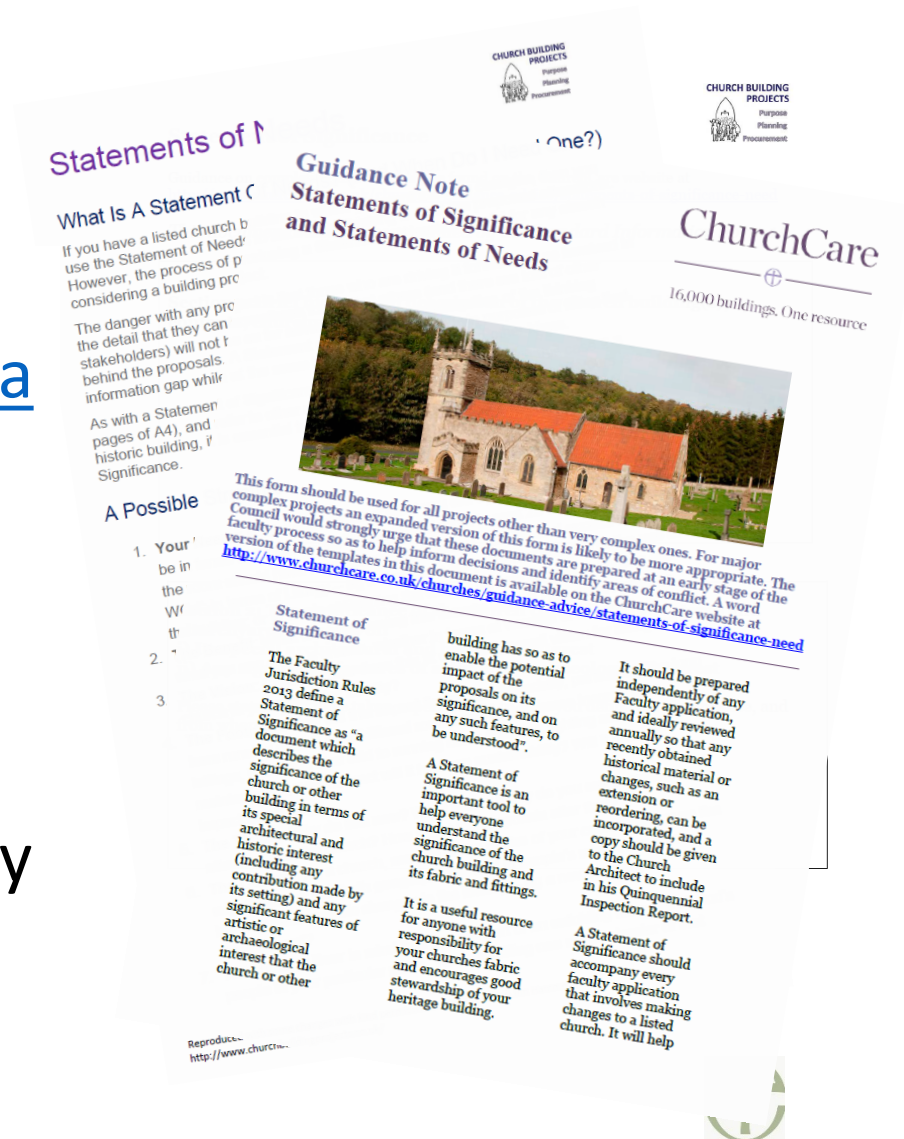 CHURCH BUILDING
PROJECTS
Purpose
Planning
Procurement
CHURCH BUILDING
PROJECTS
Purpose
Planning
Procurement
Statements of
one?)
What Is A Statement
If you have a listed church
use the Statement of
However, the process of
considering a building
The danger with any
the detail that they can
stakeholders) will not
behind the proposals.
information gap while
As with a
pages of A4), and
historic building,
Significance.
A Possible
1. Your
be in
the
2.
3
a
y
Guidance Note
Statements of Significance
and Statements of Needs
ChurchCare
16,000 buildings. One resource
This form should be used for all projects other than very complex ones. For major
complex projects an expanded version of this form is likely to be more appropriate. The
Council would strongly urge that these documents are prepared at an early stage of the
faculty process so as to help inform decisions and identify areas of conflict. A word
version of the templates in this document is available on the ChurchCare website at
http://www.churchcare.co.uk/churches/guidance-advice/statements-of-significance-need
Statement of
Significance
The Faculty
Jurisdiction Rules
2013 define a
Statement of
Significance as “a
document which
describes the
significance of the
church or other
building in terms of
its special
architectural and
historic interest
(including any
contribution made by
its setting) and any
significant features of
artistic or
archaeological
interest that the
church or other
building has so as to
enable the potential
impact of the
proposals on its
significance, and on
any such features, to
be understood”.
A Statement of
Significance is an
important tool to
help everyone
understand the
significance of the
church building and
its fabric and fittings.
It is a useful resource
for anyone with
responsibility for
your churches fabric
and encourages good
stewardship of your
heritage building.
It should be prepared
independently of any
Faculty application,
and ideally reviewed
annually so that any
recently obtained
historical material or
changes, such as an
extension or
reordering, can be
incorporated, and a
copy should be given
to the Church
Architect to include
in his Quinquennial
Inspection Report.
A Statement of
Significance should
accompany every
faculty application
that involves making
changes to a listed
church. It will help